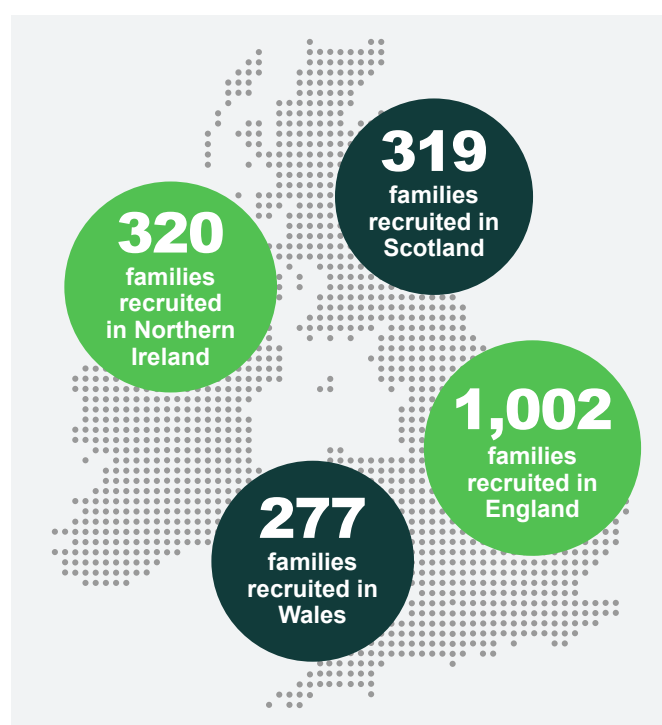 319
families
recruited in
Scotland
320
families
recruited
in Northern
Ireland
1,002
families
recruited in
England
277
families
recruited in
Wales